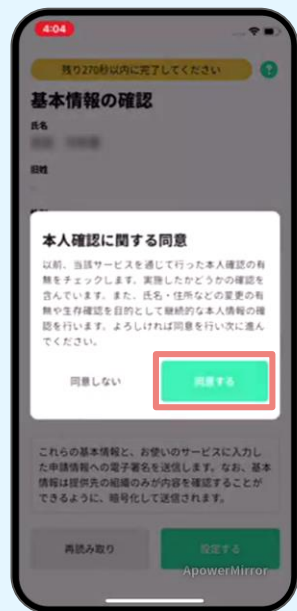 4:04
残り270秒以内に完了してください
?
基本情報の確認
氏名
旧姓
本人確認に関する同意
以前、当該サービスを通じて行った本人確認の有
無をチェックします。実施したかどうかの確認を
含んでいます。また、氏名・住所などの変更の有
無や生存確認を目的として継続的な本人情報の確
認を行います。よろしければ同意を行い次に進ん
でください。
同意しない
同意する
これらの基本情報と、お使いのサービスに入力し
た申請情報への電子署名を送信します。なお、基本
情報は提供先の組織のみが内容を確認することが
できるように、暗号化して送信されます。
再読み取り
設定する
ApowerMirror